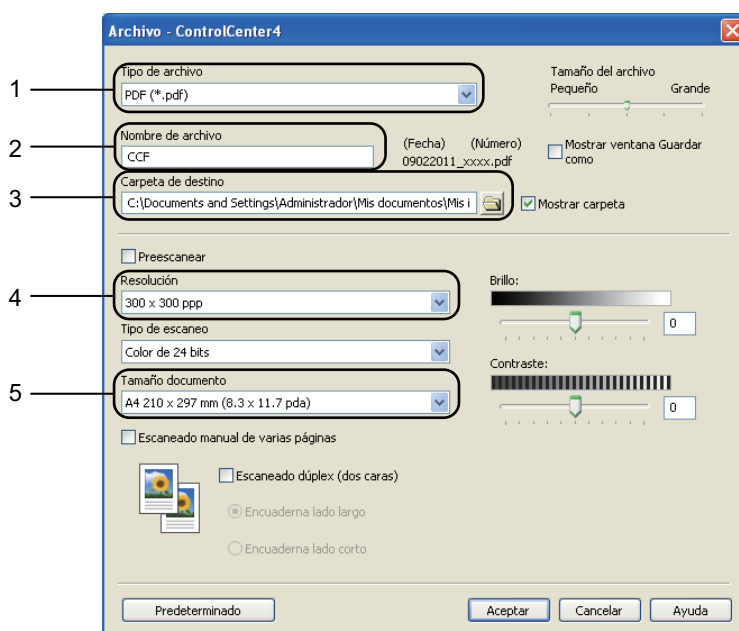 Archivo - ControlCenter4
1
Tipo de archivo
PDF (*.pdf)
Tamaño del archivo
Pequeño Grande
2
Nombre de archivo
CCF
(Fecha) (Número)
09022011_xxxx.pdf
Mostrar ventana Guardar
como
3
Carpeta de destino
C:\Documents and Settings\Administrador\Mis documentos\Mis i
Mostrar carpeta
Preescanear
4
Resolución
300 x 300 ppp
Brillo:
0
Tipo de escaneo
Color de 24 bits
Contraste:
0
5
Tamaño documento
A4 210 x 297 mm (8.3 x 11.7 pda)
Escaneado manual de varias páginas
Escaneado dúplex (dos caras)
Encuaderna lado largo
Encuaderna lado corto
Predeterminado
Aceptar
Cancelar
Ayuda